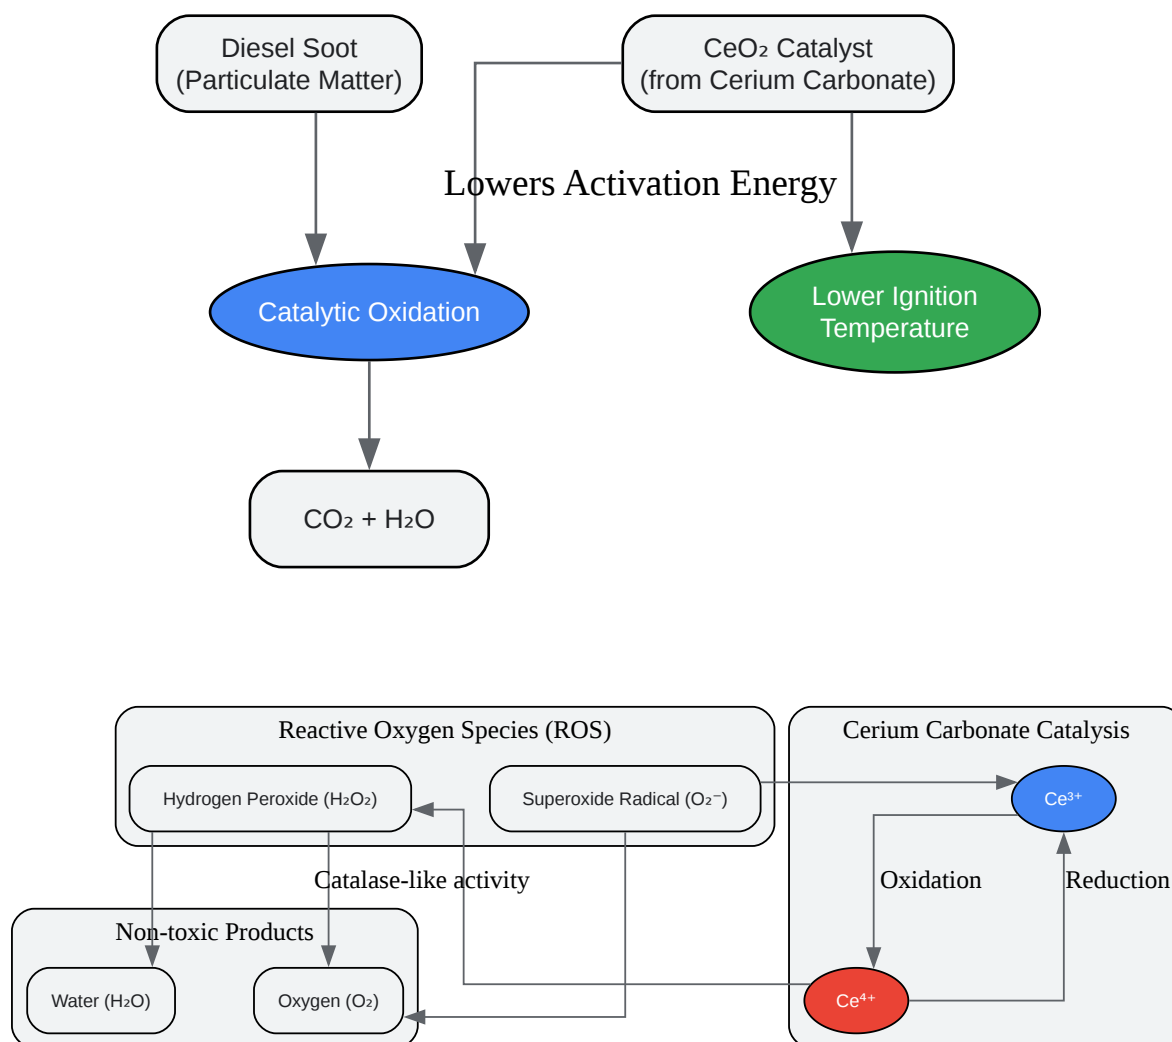 Diesel Soot
(Particulate Matter)
CeO₂ Catalyst
(from Cerium Carbonate)
Lowers Activation Energy
Catalytic Oxidation
Lower Ignition
Temperature
CO₂ + H₂O
Reactive Oxygen Species (ROS)
Cerium Carbonate Catalysis
Hydrogen Peroxide (H₂O₂)
Superoxide Radical (O₂⁻)
Ce³⁺
Catalase-like activity
Oxidation
Reduction
Non-toxic Products
Water (H₂O)
Oxygen (O₂)
Ce⁴⁺